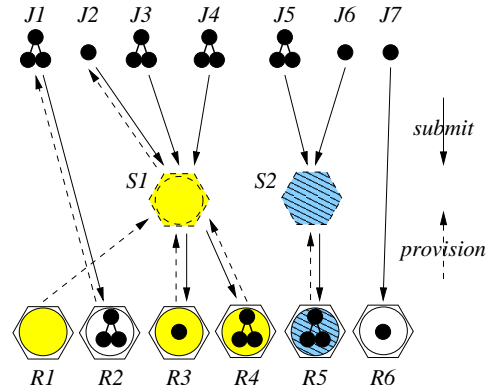 J1 J2 J3 J4 J5 J6 J7
submit
S1 S2
provision
R1 R2 R3 R4 R5 R6